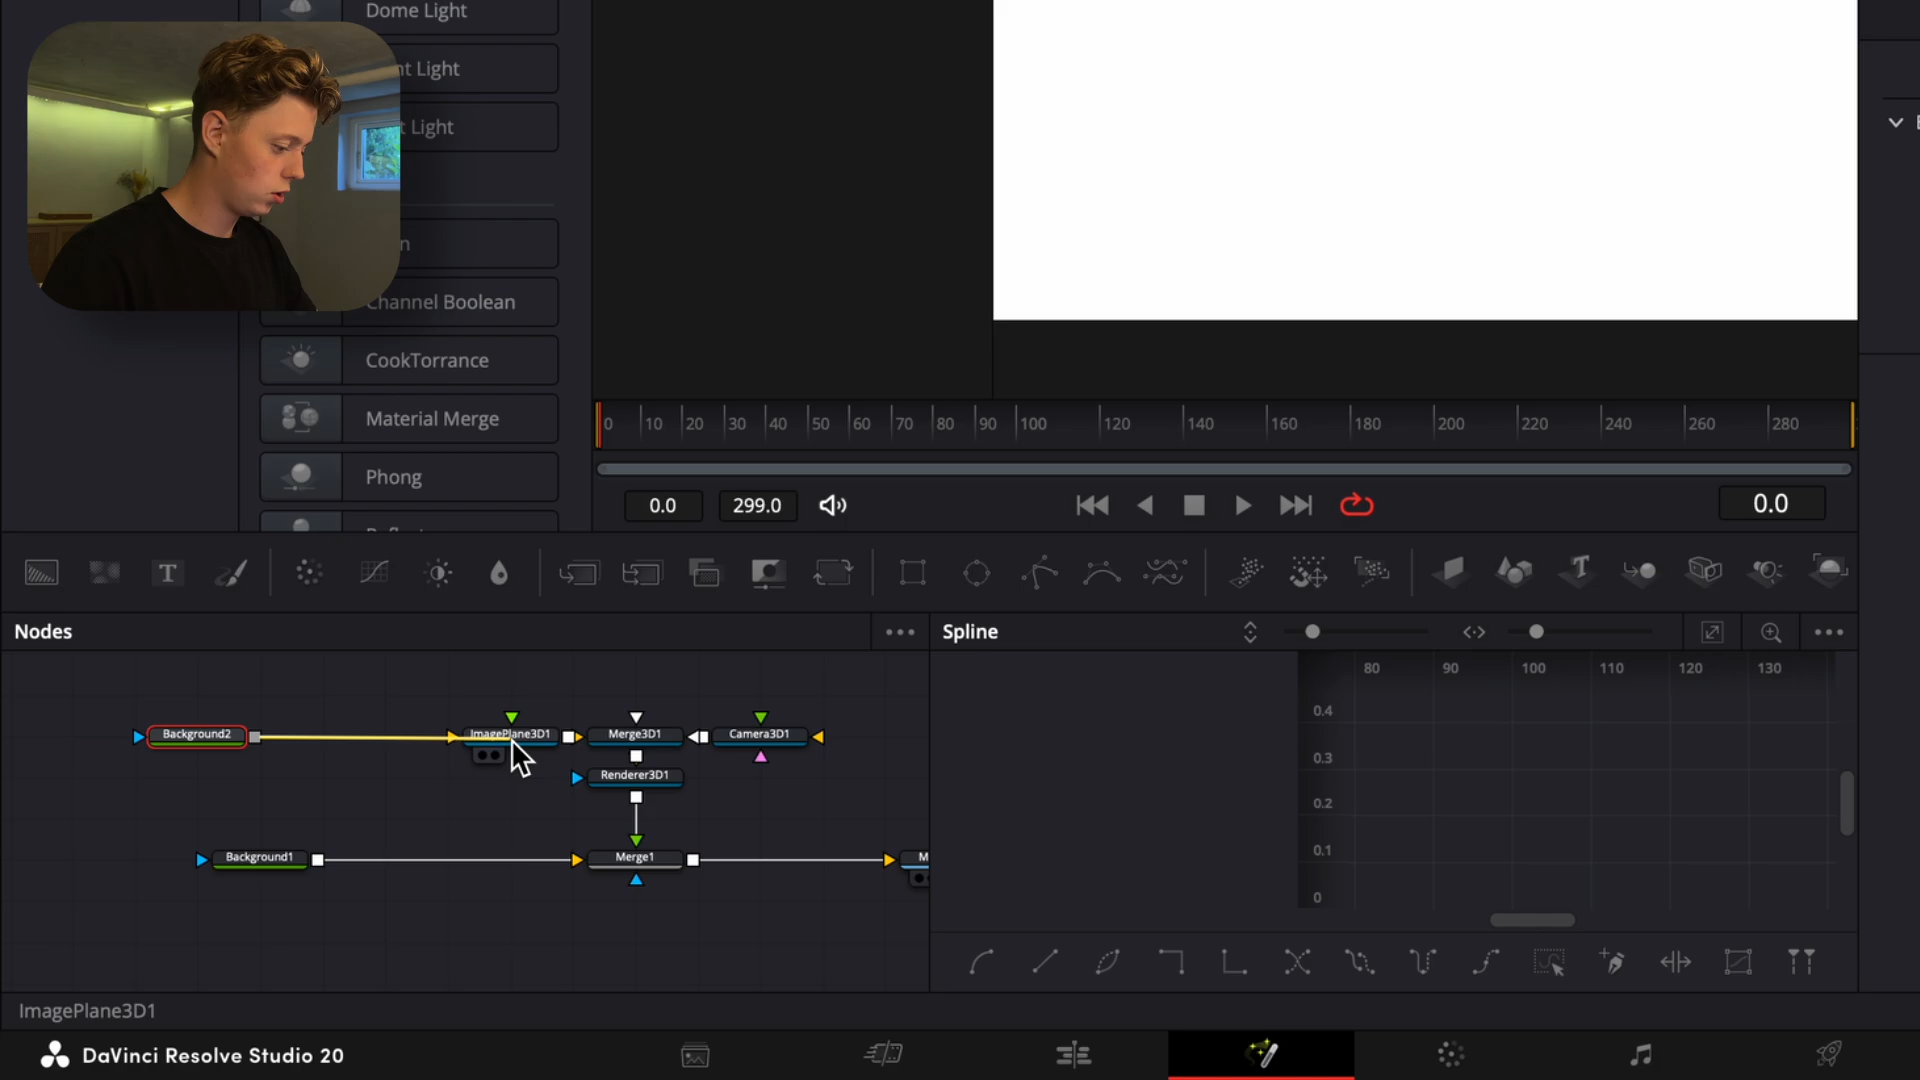 Dome Light
nt Light
t Light
n
Channel Boolean
CookTorrance
Material Merge
Phong
0 10 20 30 40 50 60 70 80 90 100 120 140 160 180 200 220 240 260 280
0.0 299.0 0.0
T
Nodes
Spline
80 90 100 110 120 130
0.4
0.3
0.2
0.1
0
Background2
ImagePlane3D1
Merge3D1
Camera3D1
Renderer3D1
Background1
Merge1
M
ImagePlane3D1
DaVinci Resolve Studio 20